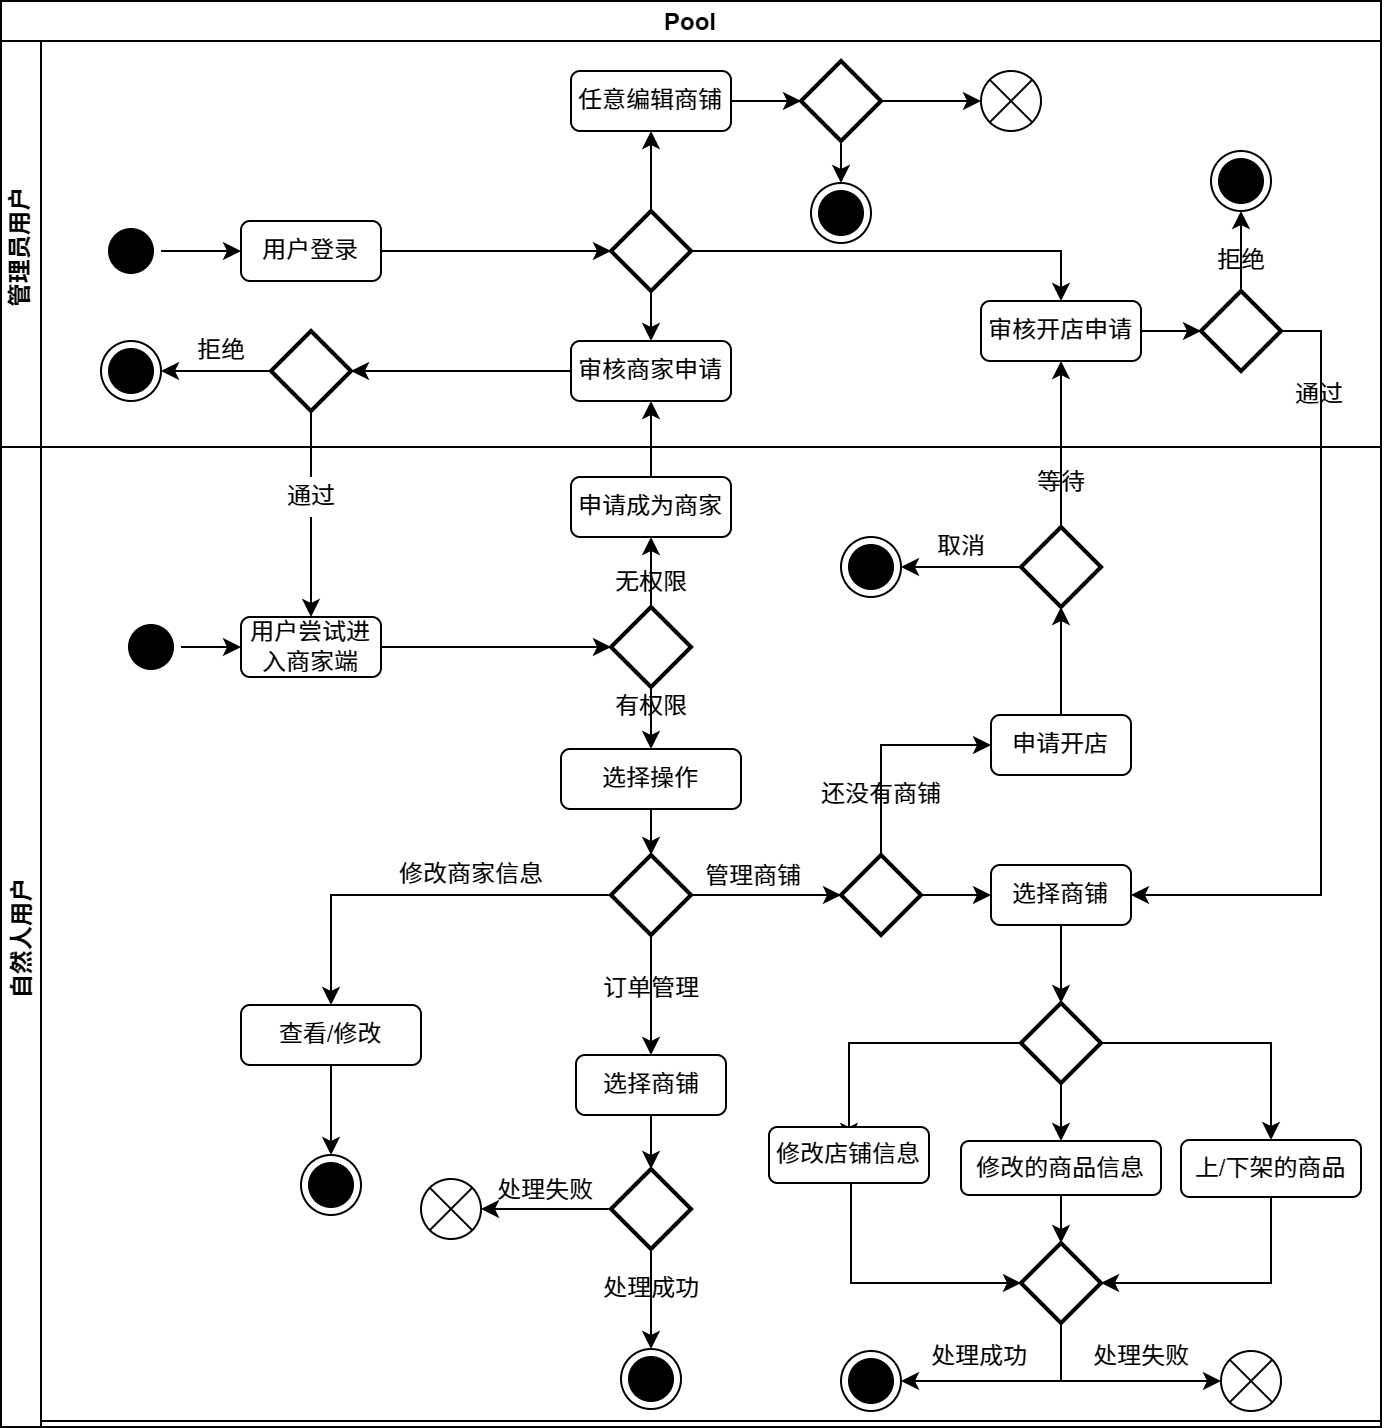 Pool
管理员用户
任意编辑商铺
用户登录
拒绝
审核开店申请
拒绝
审核商家申请
通过
自然人用户
通过
申请成为商家
等待
取消
无权限
用户尝试进
入商家端
有权限
申请开店
选择操作
还没有商铺
修改商家信息
管理商铺
选择商铺
订单管理
查看/修改
选择商铺
修改店铺信息
修改的商品信息
上/下架的商品
处理失败
处理成功
处理成功
处理失败